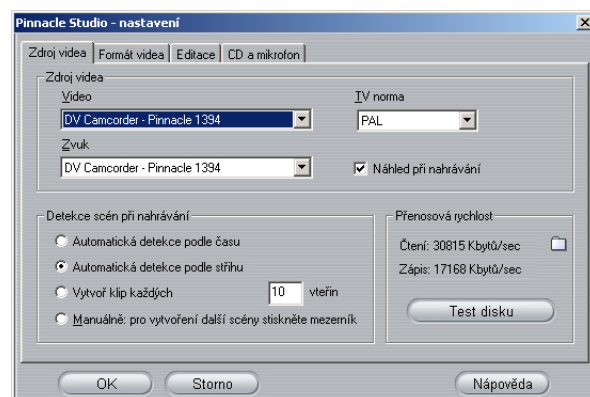 Pinnacle Studio - nastavení
Zdroj videa Formát videa Editace CD a mikrofon
Zdroj videa
Video TV norma
DV Camcorder - Pinnacle 1394 PAL
Zvuk
DV Camcorder - Pinnacle 1394 Náhled při nahrávání
Detekce scén při nahrávání Přenosová rychlost
Automatická detekce podle času
Čtení: 30815 Kbytů/sec
Automatická detekce podle střihu
Zápis: 17168 Kbytů/sec
Vytvoř klip každých 10 vteřin
Test disku
Manuálně: pro vytvoření další scény stiskněte mezerník
OK Storno Nápověda